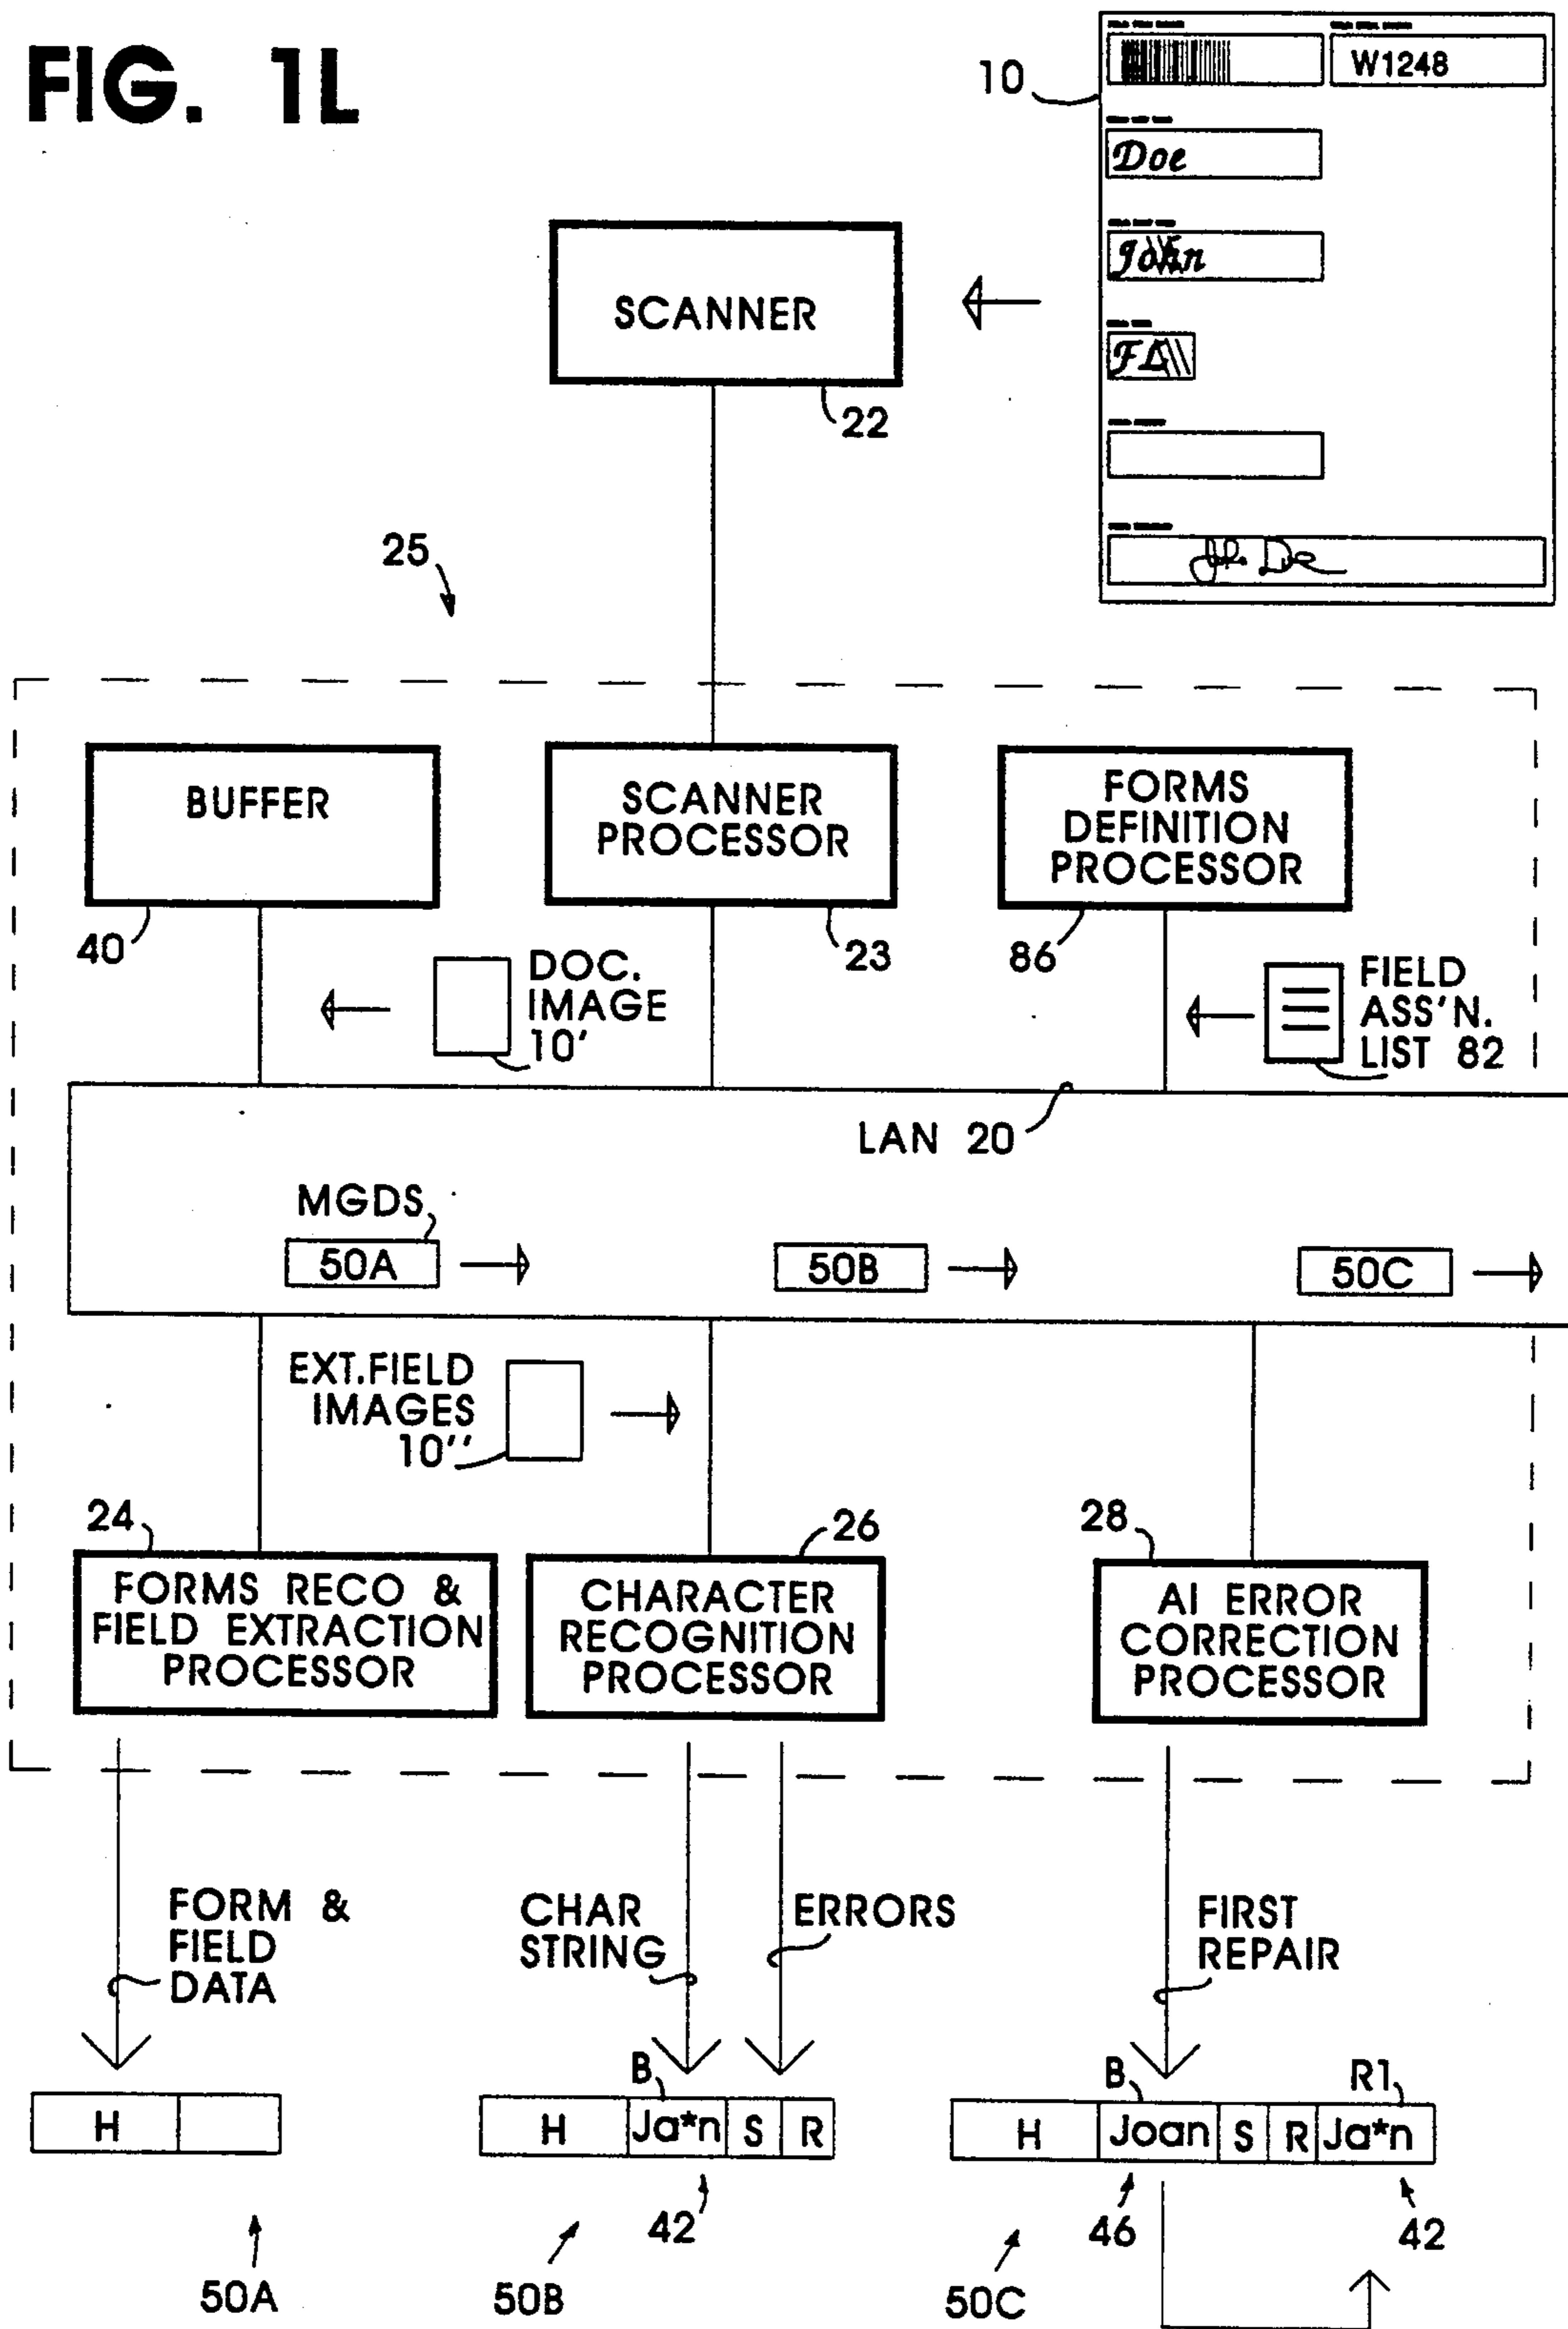 FIG. 1L
10
W1248
Doe
FL
SCANNER
22
25
BUFFER
SCANNER
PROCESSOR
FORMS
DEFINITION
PROCESSOR
40
23
86
DOC.
IMAGE
10'
FIELD
ASS'N.
LIST 82
LAN 20
MGDS
50A
50B
50C
EXT.FIELD
IMAGES
10''
24
26
28
FORMS RECO &
FIELD EXTRACTION
PROCESSOR
CHARACTER
RECOGNITION
PROCESSOR
AI ERROR
CORRECTION
PROCESSOR
FORM &
FIELD
DATA
CHAR
STRING
ERRORS
FIRST
REPAIR
B
B
R1
H
H Ja*n S R
H Joan S R Ja*n
42
46
42
50A
50B
50C